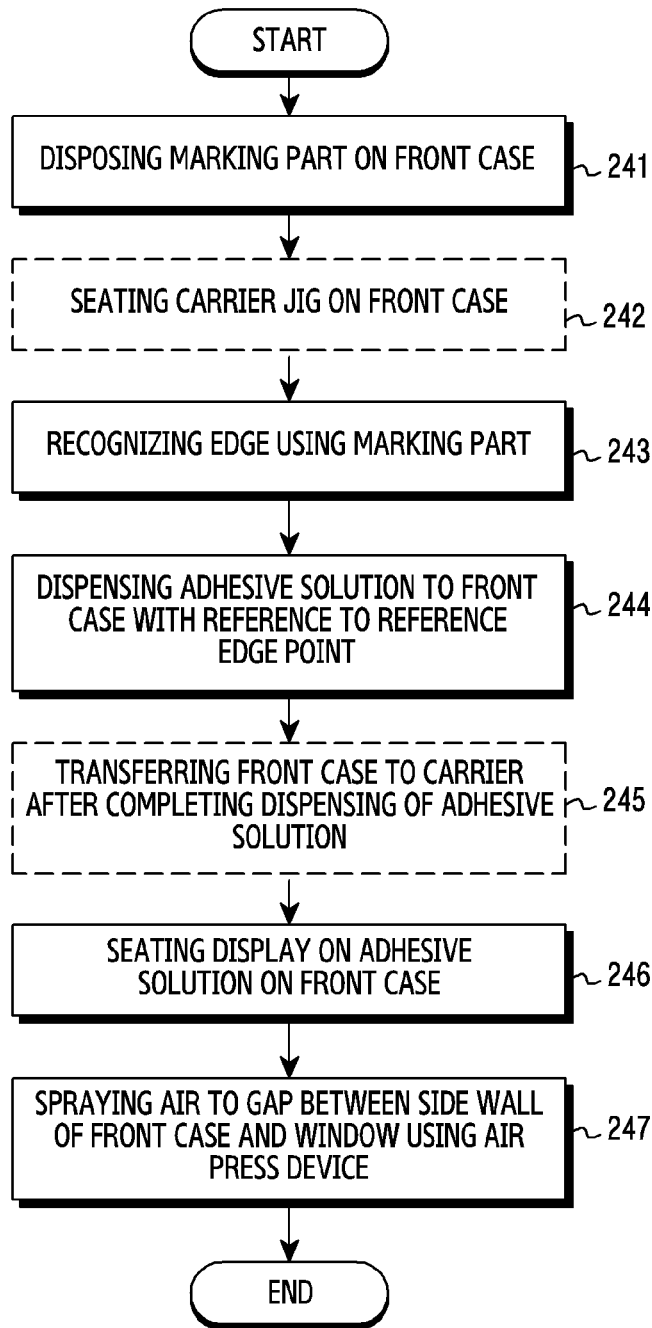 START
DISPOSING MARKING PART ON FRONT CASE
241
SEATING CARRIER JIG ON FRONT CASE
242
RECOGNIZING EDGE USING MARKING PART
243
DISPENSING ADHESIVE SOLUTION TO FRONT
CASE WITH REFERENCE TO REFERENCE
EDGE POINT
244
TRANSFERRING FRONT CASE TO CARRIER
AFTER COMPLETING DISPENSING OF ADHESIVE
SOLUTION
245
SEATING DISPLAY ON ADHESIVE
SOLUTION ON FRONT CASE
246
SPRAYING AIR TO GAP BETWEEN SIDE WALL
OF FRONT CASE AND WINDOW USING AIR
PRESS DEVICE
247
END